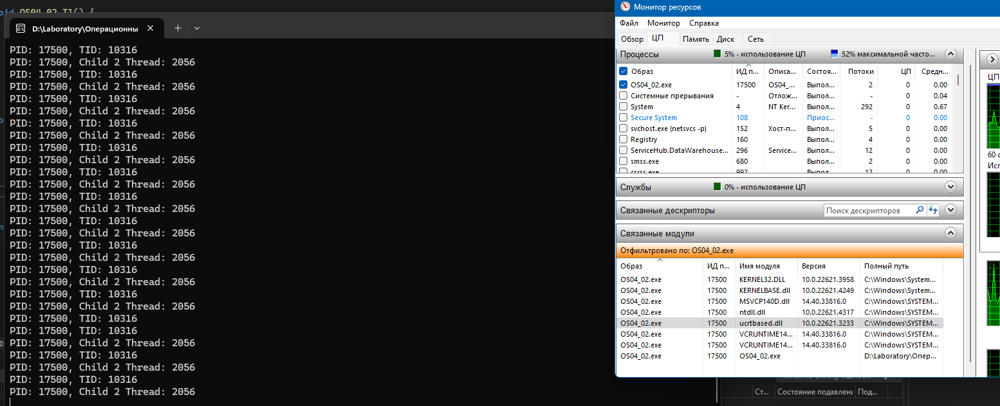 OS04_02_T1() {
D:\Laboratory\Операционны
PID: 17500, TID: 10316
PID: 17500, Child 2 Thread: 2056
PID: 17500, TID: 10316
PID: 17500, Child 2 Thread: 2056
PID: 17500, TID: 10316
PID: 17500, Child 2 Thread: 2056
PID: 17500, TID: 10316
PID: 17500, Child 2 Thread: 2056
PID: 17500, TID: 10316
PID: 17500, Child 2 Thread: 2056
PID: 17500, TID: 10316
PID: 17500, Child 2 Thread: 2056
PID: 17500, TID: 10316
PID: 17500, Child 2 Thread: 2056
PID: 17500, TID: 10316
PID: 17500, Child 2 Thread: 2056
PID: 17500, TID: 10316
PID: 17500, Child 2 Thread: 2056
PID: 17500, TID: 10316
PID: 17500, Child 2 Thread: 2056
PID: 17500, TID: 10316
PID: 17500, Child 2 Thread: 2056
PID: 17500, TID: 10316
PID: 17500, TID: 10316
PID: 17500, Child 2 Thread: 2056
PID: 17500, TID: 10316
PID: 17500, Child 2 Thread: 2056
PID: 17500, TID: 10316
PID: 17500, Child 2 Thread: 2056
Монитор ресурсов
Файл Монитор Справка
Обзор ЦП Память Диск Сеть
Процессы 5% - использование ЦП 52% максимальной часто...
Образ ИД п... Описа... Состоя... Потоки ЦП Средн...
OS04_02.exe 17500 OS04_... Выпол... 2 0 0.00
Системные прерывания - Отлож... Выпол... - 0 0.04
System 4 NT Ker... Выпол... 292 0 0.67
Secure System 108 Приос... - 0 0.00
svchost.exe (netsvcs -p) 152 Хост-п... Выпол... 5 0 0.00
Registry 160 Выпол... 4 0 0.00
ServiceHub.DataWarehouse... 296 Service... Выпол... 12 0 0.00
smss.exe 680 Выпол... 2 0 0.00
csrss.exe 992 Выпол... 12 0 0.00
Службы 0% - использование ЦП
Связанные дескрипторы Поиск дескрипторов
Связанные модули
Отфильтровано по: OS04_02.exe
Образ ИД п... Имя модуля Версия Полный путь
OS04_02.exe 17500 KERNEL32.DLL 10.0.22621.3958 C:\Windows\System...
OS04_02.exe 17500 KERNELBASE.dll 10.0.22621.4249 C:\Windows\System...
OS04_02.exe 17500 MSVCP140D.dll 14.40.33816.0 C:\Windows\SYSTEM...
OS04_02.exe 17500 ntdll.dll 10.0.22621.4317 C:\Windows\SYSTEM...
OS04_02.exe 17500 ucrtbased.dll 10.0.22621.3233 C:\Windows\SYSTEM...
OS04_02.exe 17500 VCRUNTIME14... 14.40.33816.0 C:\Windows\SYSTEM...
OS04_02.exe 17500 VCRUNTIME14... 14.40.33816.0 C:\Windows\SYSTEM...
OS04_02.exe 17500 OS04_02.exe D:\Laboratory\Опер...
ЦП
60 с
Ст... Состояние подавлени Под...